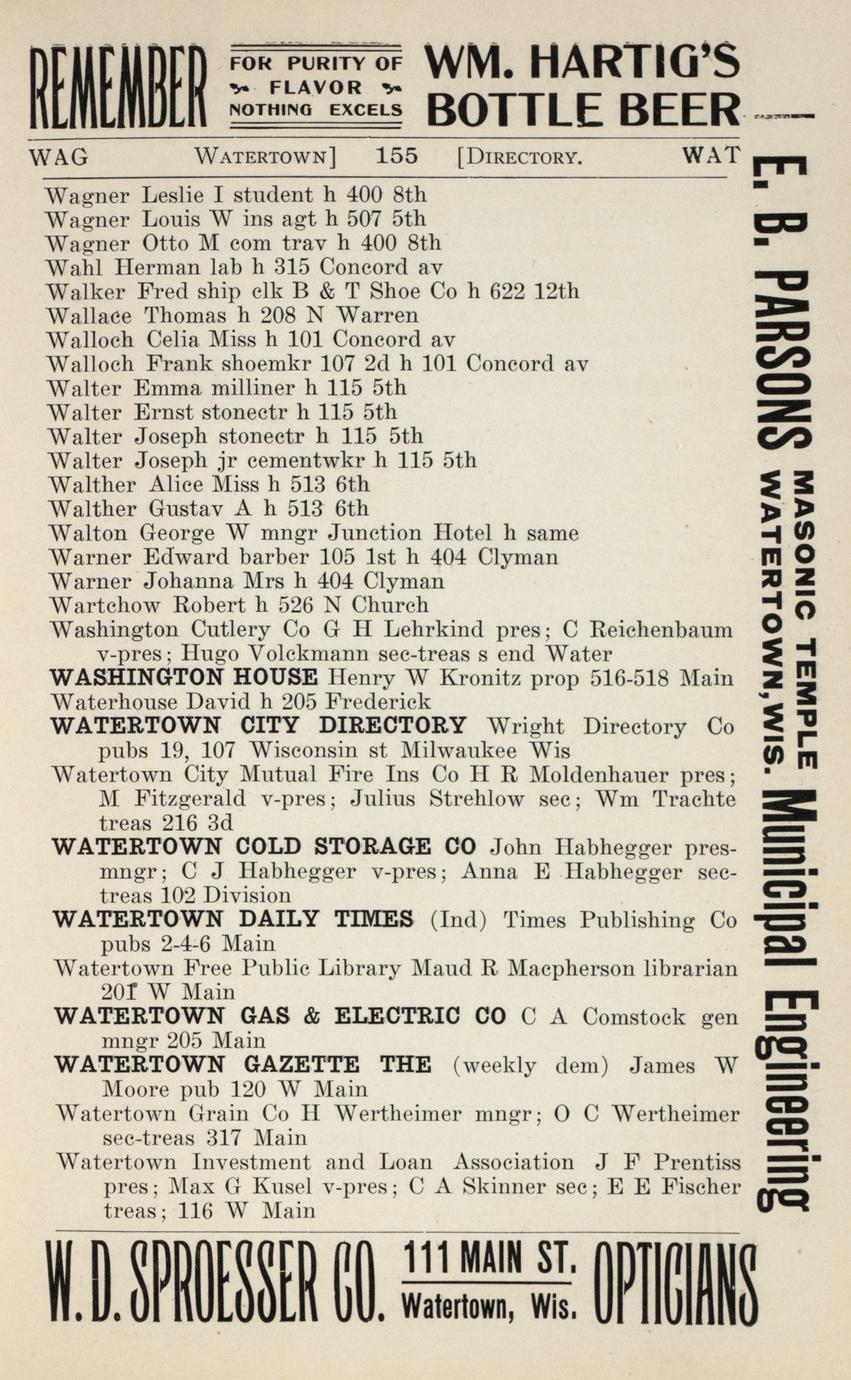 REMEMBER
FOR PURITY OF
FLAVOR
NOTHING EXCELS
WM. HARTIG'S
BOTTLE BEER
WAG WATERTOWN] 155 [DIRECTORY. WAT
Wagner Leslie I student h 400 8th
Wagner Louis W ins agt h 507 5th
Wagner Otto M com trav h 400 8th
Wahl Herman lab h 315 Concord av
Walker Fred ship clk B & T Shoe Co h 622 12th
Wallace Thomas h 208 N Warren
Walloch Celia Miss h 101 Concord av
Walloch Frank shoemkr 107 2d h 101 Concord av
Walter Emma milliner h 115 5th
Walter Ernst stonectr h 115 5th
Walter Joseph stonectr h 115 5th
Walter Joseph jr cementwkr h 115 5th
Walther Alice Miss h 513 6th
Walther Gustav A h 513 6th
Walton George W mngr Junction Hotel h same
Warner Edward barber 105 1st h 404 Clyman
Warner Johanna Mrs h 404 Clyman
Wartchow Robert h 526 N Church
Washington Cutlery Co G H Lehrkind pres; C Reichenbaum
v-pres; Hugo Volckmann sec-treas s end Water
WASHINGTON HOUSE Henry W Kronitz prop 516-518 Main
Waterhouse David h 205 Frederick
WATERTOWN CITY DIRECTORY Wright Directory Co
pubs 19, 107 Wisconsin st Milwaukee Wis
Watertown City Mutual Fire Ins Co H R Moldenhauer pres;
M Fitzgerald v-pres; Julius Strehlow sec; Wm Trachte
treas 216 3d
WATERTOWN COLD STORAGE CO John Habhegger pres-
mngr; C J Habhegger v-pres; Anna E Habhegger sec-
treas 102 Division
WATERTOWN DAILY TIMES (Ind) Times Publishing Co
pubs 2-4-6 Main
Watertown Free Public Library Maud R Macpherson librarian
201 W Main
WATERTOWN GAS & ELECTRIC CO C A Comstock gen
mngr 205 Main
WATERTOWN GAZETTE THE (weekly dem) James W
Moore pub 120 W Main
Watertown Grain Co H Wertheimer mngr; O C Wertheimer
sec-treas 317 Main
Watertown Investment and Loan Association J F Prentiss
pres; Max G Kusel v-pres; C A Skinner sec; E E Fischer
treas; 116 W Main
E. B. PARSONS
MASONIC TEMPLE
WATERTOWN, WIS.
Municipal Engineering
W. D. SPROESSER CO.
111 MAIN ST.
Watertown, Wis.
OPTICIANS